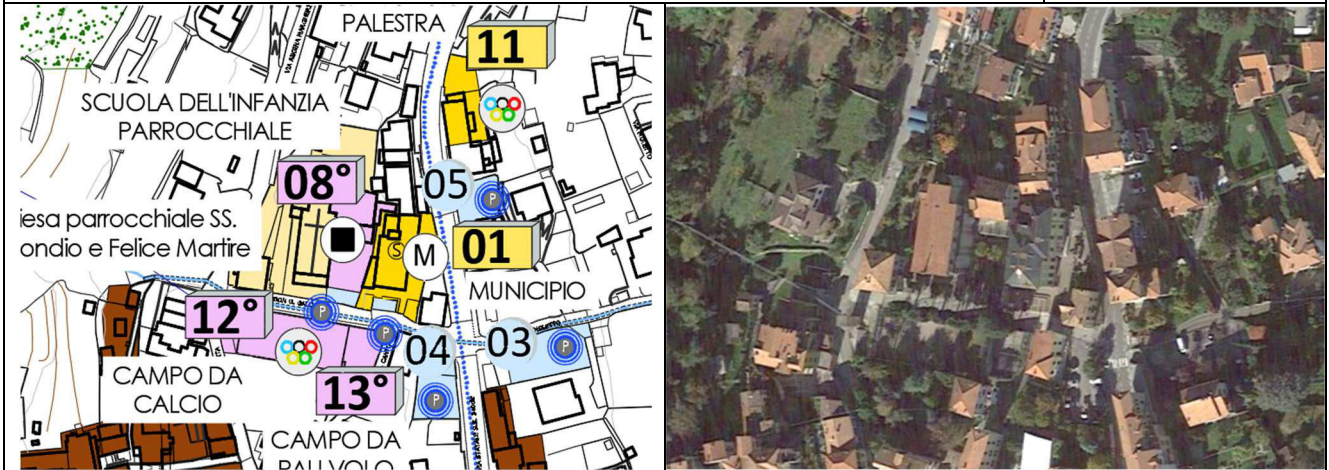 PALESTRA
11
SCUOLA DELL'INFANZIA
PARROCCHIALE
08°
05
P
iesa parrocchiale SS.
ondio e Felice Martire
S
M
01
MUNICIPIO
12°
P
P
04
03
P
CAMPO DA
CALCIO
13°
P
CAMPO DA